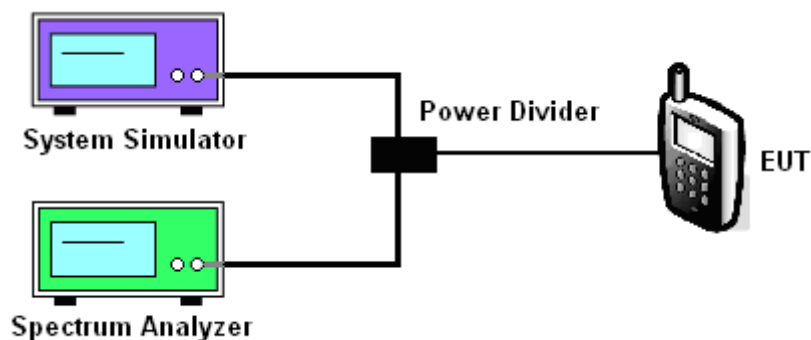 System Simulator
Power Divider
EUT
Spectrum Analyzer